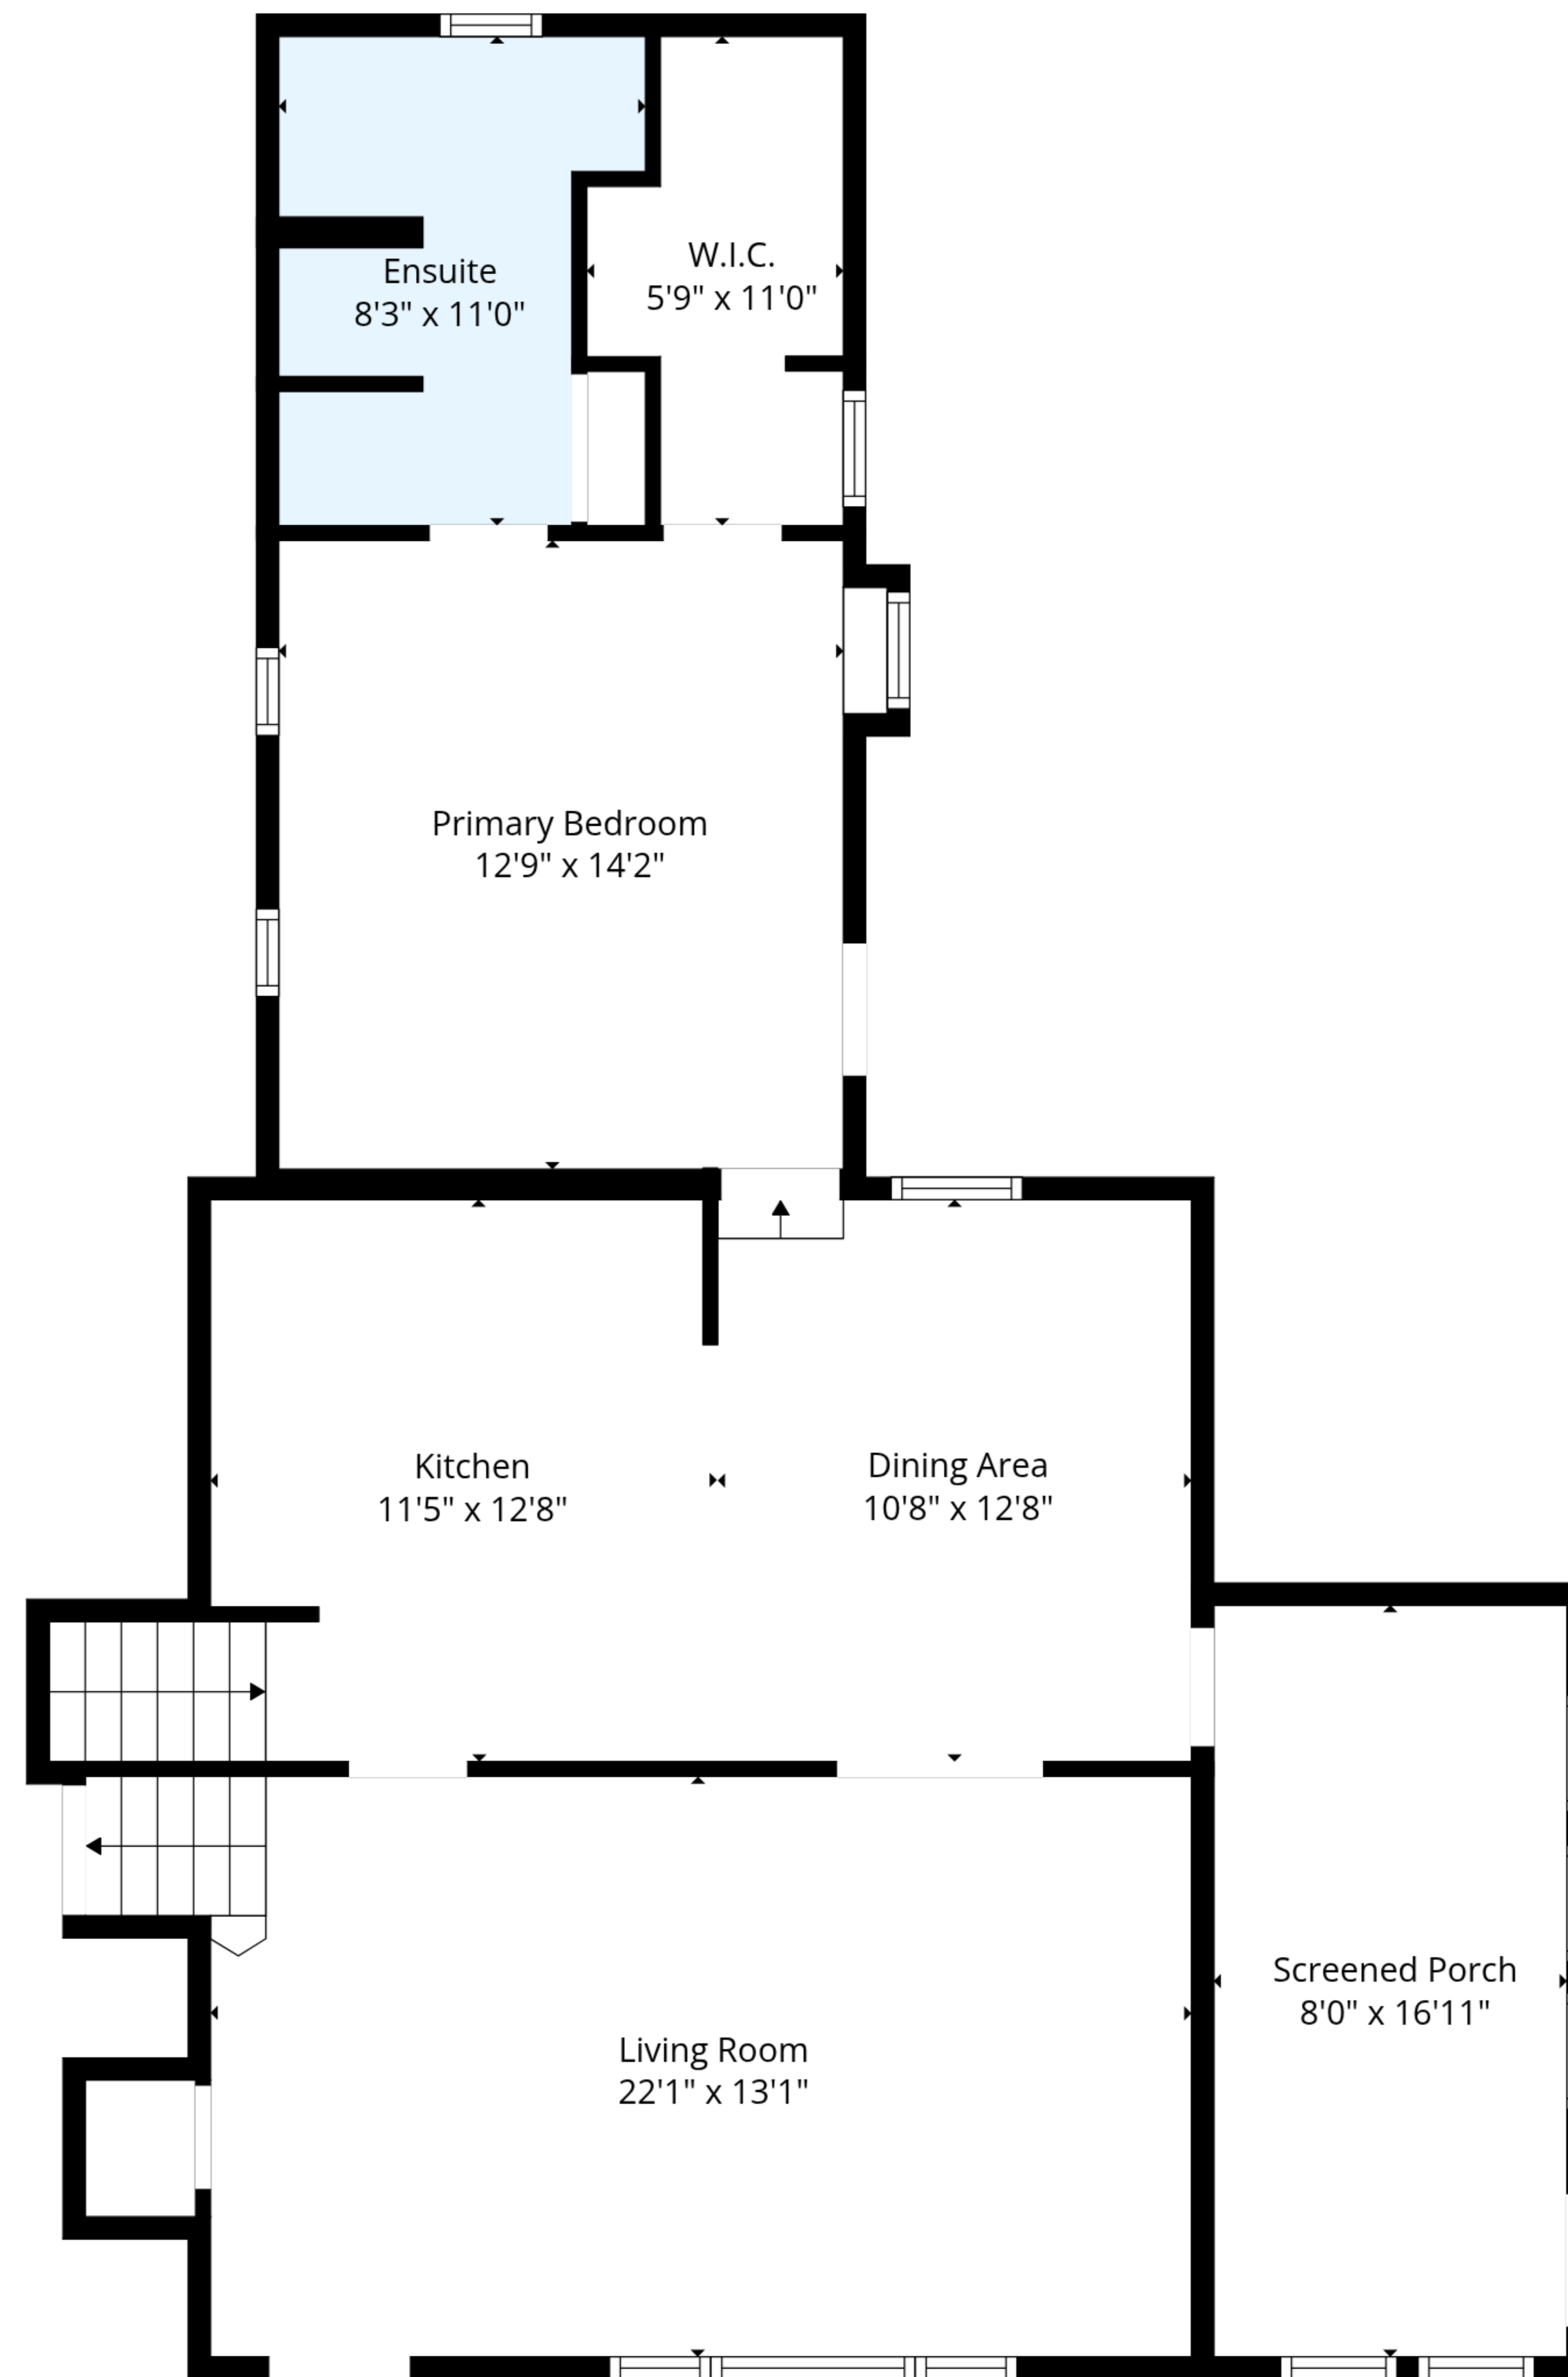 Ensuite
8'3" x 11'0"
W.I.C.
5'9" x 11'0"
Primary Bedroom
12'9" x 14'2"
Kitchen
11'5" x 12'8"
Dining Area
10'8" x 12'8"
Screened Porch
8'0" x 16'11"
Living Room
22'1" x 13'1"